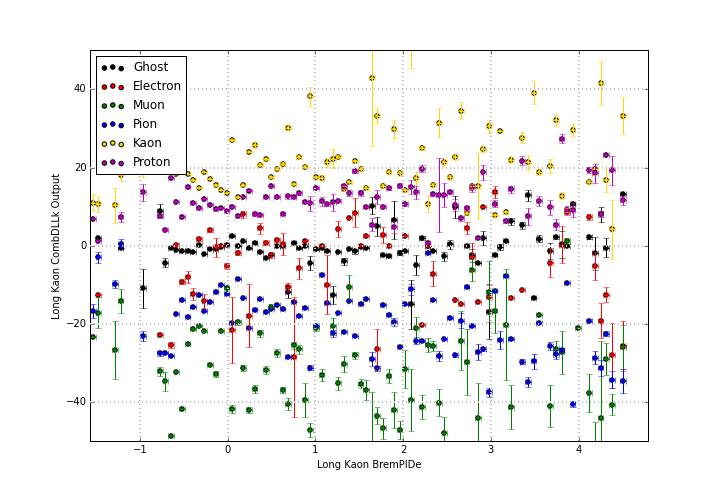 Ghost
Electron
Muon
Pion
Kaon
Proton
40
20
0
−20
−40
Long Kaon CombDLLk Output
−1 0 1 2 3 4
Long Kaon BremPIDe